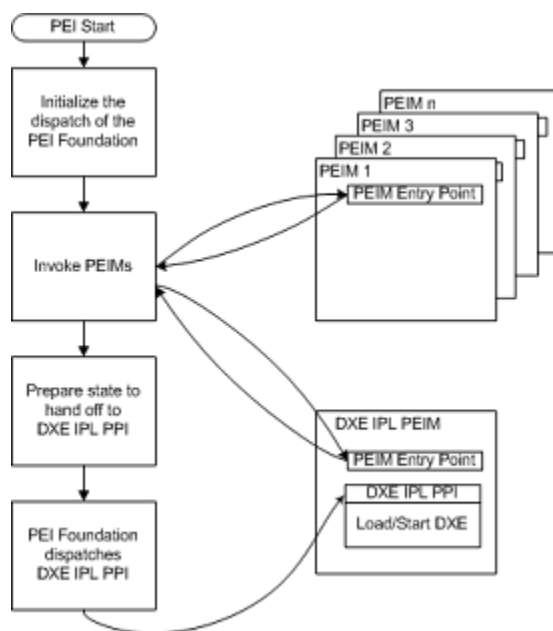 PEI Start
Initialize the
dispatch of the
PEI Foundation
Invoke PEIMs
Prepare state to
hand off to
DXE IPL PPI
PEI Foundation
dispatches
DXE IPL PPI
PEIM n
PEIM 3
PEIM 2
PEIM 1
PEIM Entry Point
DXE IPL PEIM
PEIM Entry Point
DXE IPL PPI
Load/Start DXE